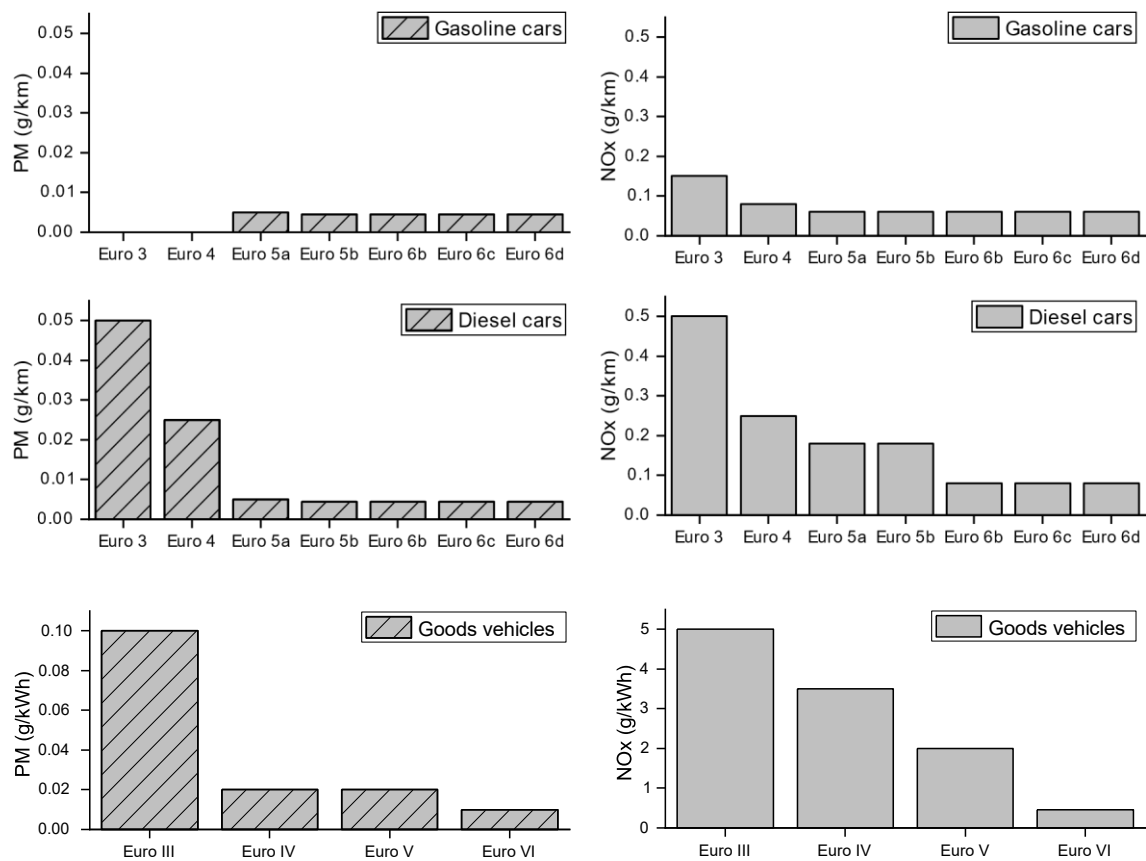 Gasoline cars
PM (g/km)
0.05
0.04
0.03
0.02
0.01
0.00
Euro 3 Euro 4 Euro 5a Euro 5b Euro 6b Euro 6c Euro 6d
Gasoline cars
NOx (g/km)
0.5
0.4
0.3
0.2
0.1
0.0
Euro 3 Euro 4 Euro 5a Euro 5b Euro 6b Euro 6c Euro 6d
Diesel cars
PM (g/km)
0.05
0.04
0.03
0.02
0.01
0.00
Euro 3 Euro 4 Euro 5a Euro 5b Euro 6b Euro 6c Euro 6d
Diesel cars
NOx (g/km)
0.5
0.4
0.3
0.2
0.1
0.0
Euro 3 Euro 4 Euro 5a Euro 5b Euro 6b Euro 6c Euro 6d
Goods vehicles
PM (g/kWh)
0.10
0.08
0.06
0.04
0.02
0.00
Euro III Euro IV Euro V Euro VI
Goods vehicles
NOx (g/kWh)
5
4
3
2
1
0
Euro III Euro IV Euro V Euro VI